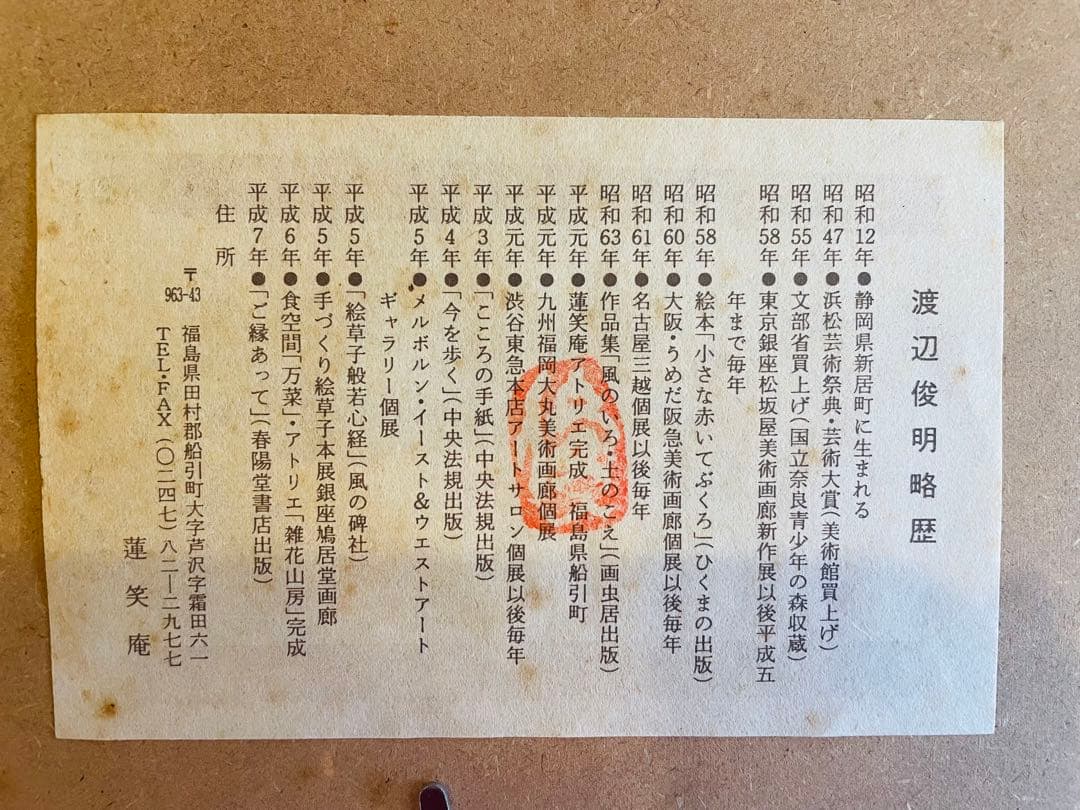 渡辺俊明略歴
昭和12年●静岡県新居町に生まれる
昭和47年●浜松芸術祭典・芸術大賞(美術館買上げ)
昭和55年●文部省買上げ(国立奈良青少年の森収蔵)
昭和58年●東京銀座松坂屋美術画廊新作展以後平成五
年まで毎年
昭和58年●絵本「小さな赤いてぶくろ」(ひくまの出版)
昭和60年●大阪・うめだ阪急美術画廊個展以後毎年
昭和61年●名古屋三越個展以後毎年
昭和63年●作品集「風のいろ・土のこえ」(画虫居出版)
平成元年●蓮笑庵アトリエ完成 福島県船引町
平成元年●九州福岡大丸美術画廊個展
平成元年●渋谷東急本店アートサロン個展以後毎年
平成3年●「こころの手紙」(中央法規出版)
平成4年●「今を歩く」(中央法規出版)
平成5年●メルボルン・イースト&ウエストアート
ギャラリー個展
平成5年●「絵草子般若心経」(風の碑社)
平成5年●手づくり絵草子本展銀座鳩居堂画廊
平成6年●食空間「万菜」・アトリエ「雑花山房」完成
平成7年●「ご縁あって」(春陽堂書店出版)
住所
〒963-43 福島県田村郡船引町大字芦沢字霜田六一
TEL・FAX(〇二四七)八二―二九七七
蓮笑庵